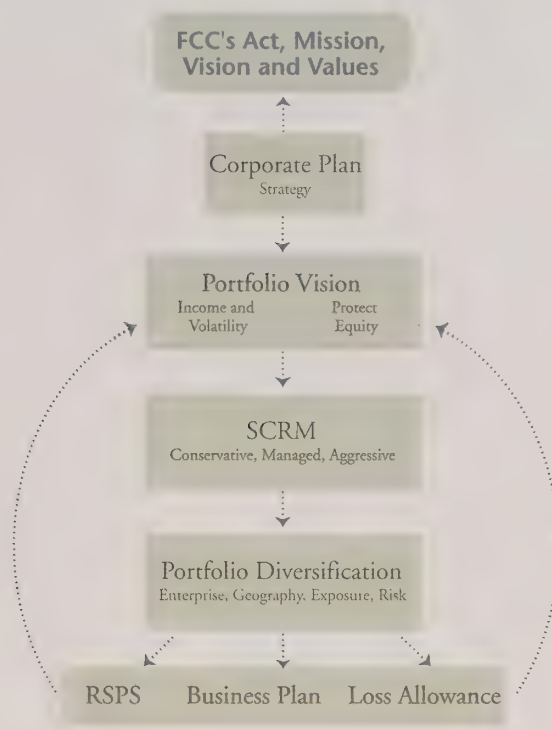 FCC's Act, Mission,
Vision and Values
Corporate Plan
Strategy
Portfolio Vision
Income and Volatility
Protect Equity
SCRM
Conservative, Managed, Aggressive
Portfolio Diversification
Enterprise, Geography, Exposure, Risk
RSPS Business Plan Loss Allowance